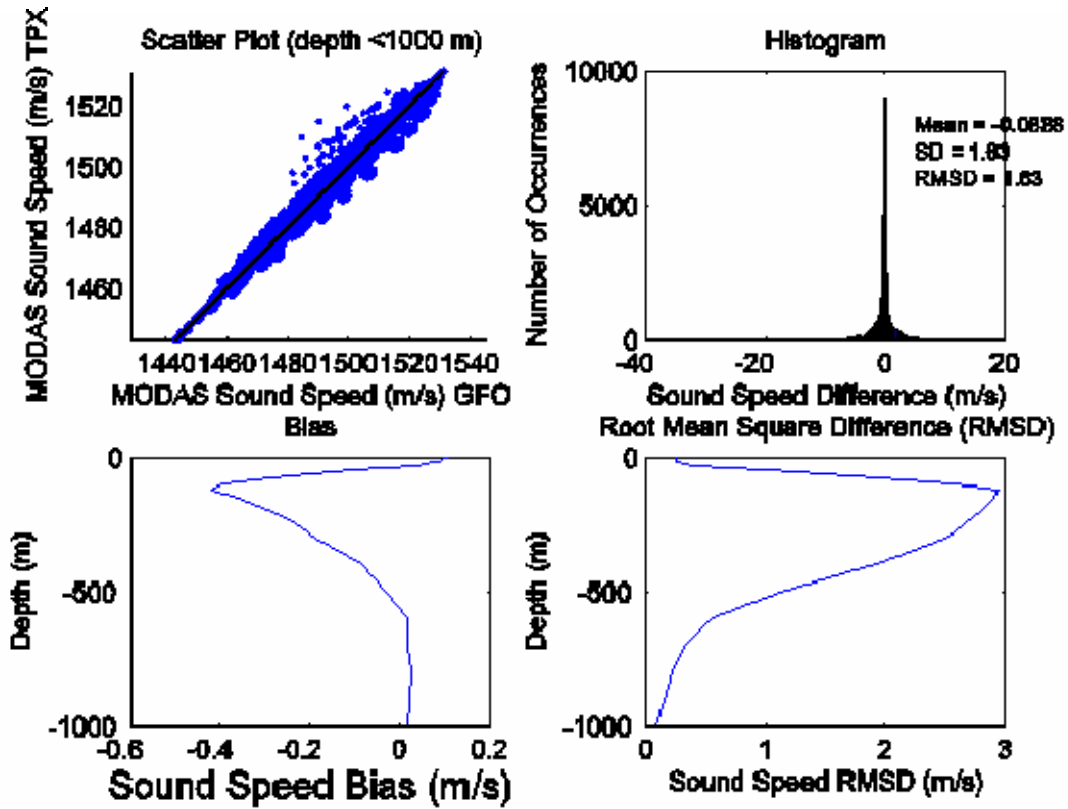 Scatter Plot (depth <1000 m)
MODAS Sound Speed (m/s) TPX
1520
1500
1480
1460
1440 1460 1480 1500 1520 1540
MODAS Sound Speed (m/s) GFO
Histogram
Number of Occurrences
10000
5000
0
SD = 1.63
RMSD = 1.63
-40 -20 0 20
Sound Speed Difference (m/s)
Bias
Depth (m)
0
-500
-1000
-0.6 -0.4 -0.2 0 0.2
Sound Speed Bias (m/s)
Root Mean Square Difference (RMSD)
Depth (m)
0
-500
-1000
0 1 2 3
Sound Speed RMSD (m/s)